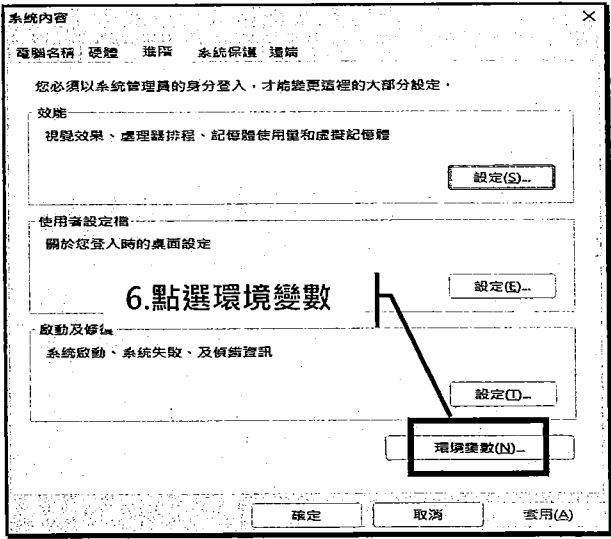 系統內容
電腦名稱 硬體 進階 系統保護 遠端
您必須以系統管理員的身分登入，才能變更這裡的大部分設定。
效能
視覺效果、處理器排程、記憶體使用量和虛擬記憶體
設定(S)...
使用者設定檔
關於您登入時的桌面設定
設定(E)...
6.點選環境變數
啟動及修復
系統啟動、系統失敗、及偵錯資訊
設定(T)...
環境變數(N)...
確定 取消 套用(A)